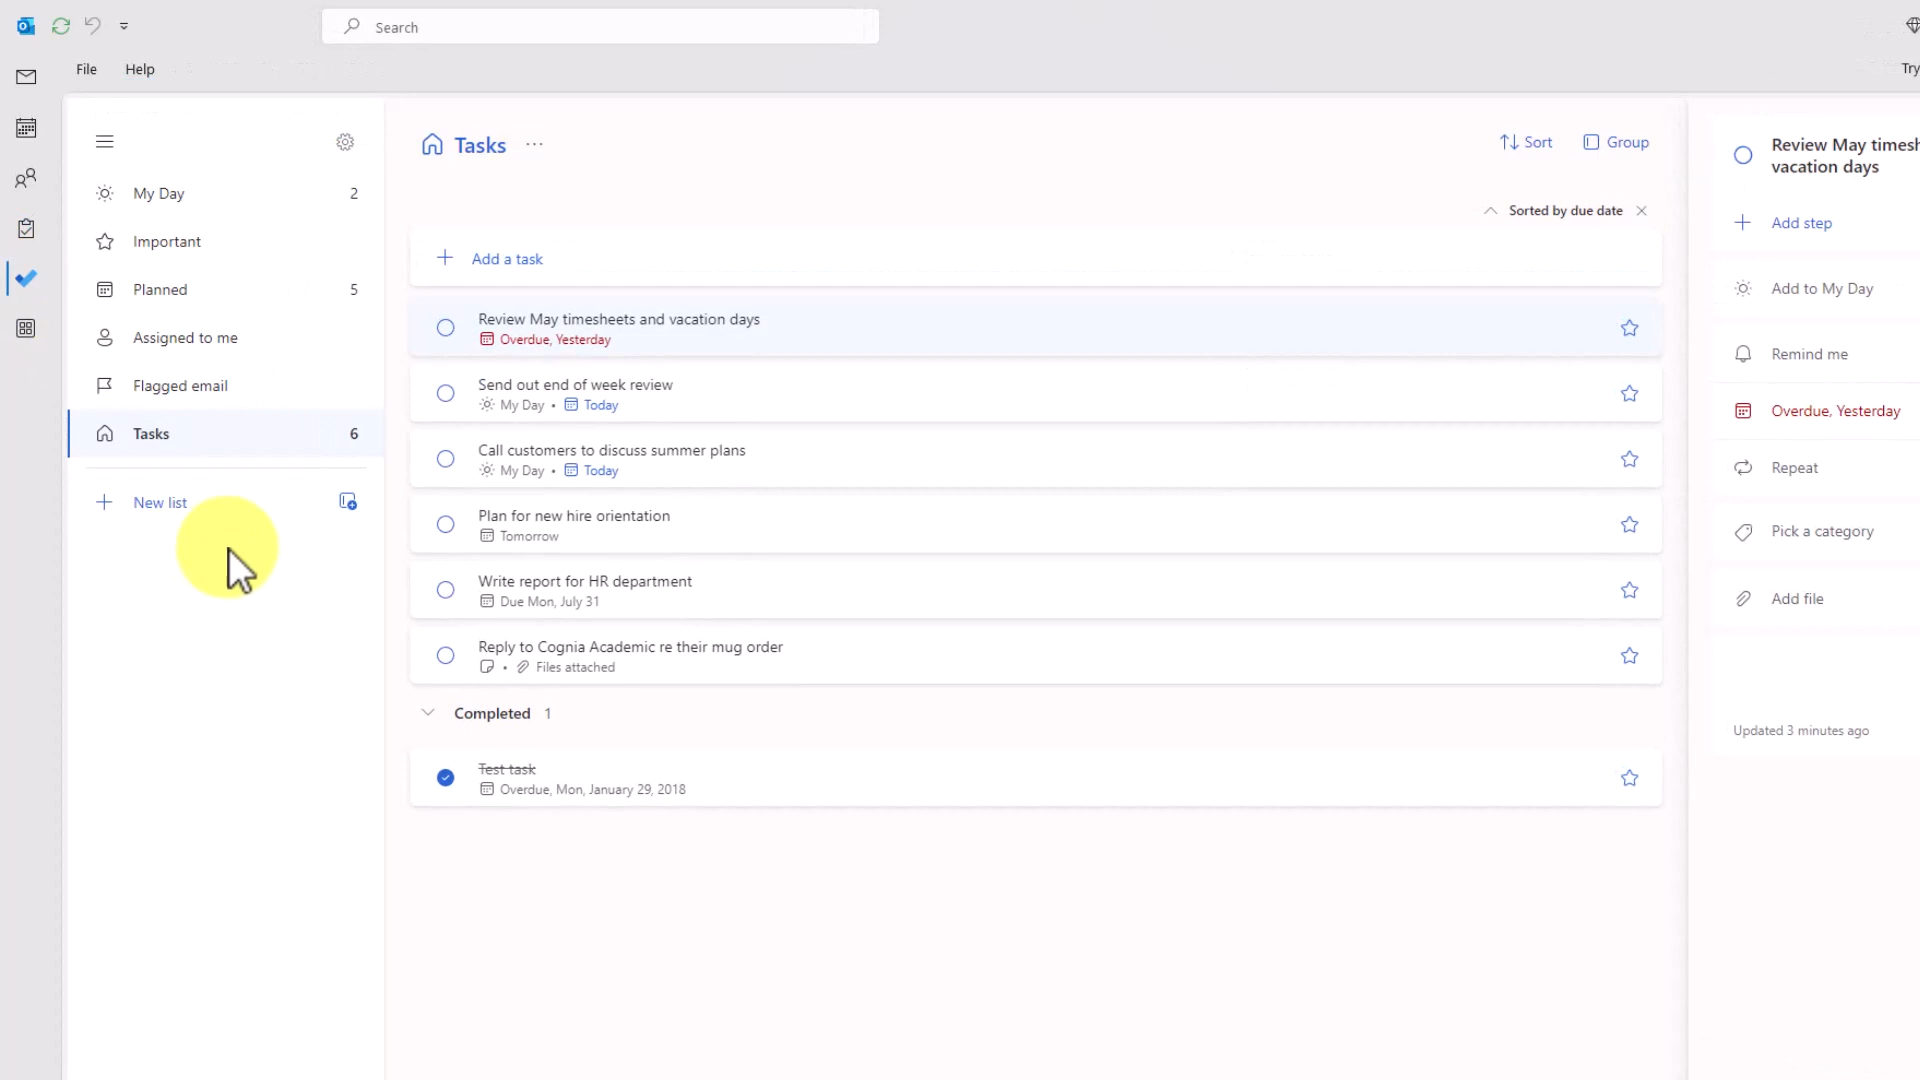 Search
File
Help
Try
My Day 2
Important
Planned 5
Assigned to me
Flagged email
Tasks 6
New list
Tasks ...
Sort
Group
Sorted by due date
Add a task
Review May timesheets and vacation days
Overdue, Yesterday
Send out end of week review
My Day • Today
Call customers to discuss summer plans
My Day • Today
Plan for new hire orientation
Tomorrow
Write report for HR department
Due Mon, July 31
Reply to Cognia Academic re their mug order
• Files attached
Completed 1
Test task
Overdue, Mon, January 29, 2018
Review May timesh
vacation days
Add step
Add to My Day
Remind me
Overdue, Yesterday
Repeat
Pick a category
Add file
Updated 3 minutes ago